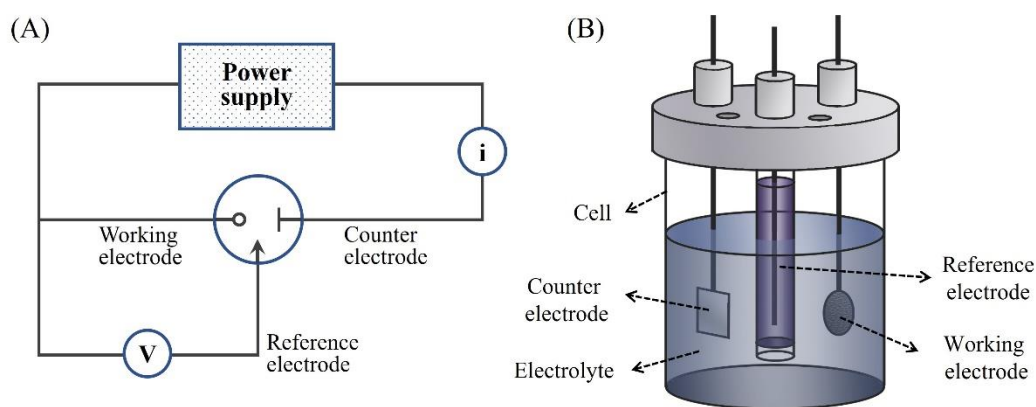 (A)
Power
supply
i
Working
electrode
Counter
electrode
V
Reference
electrode
(B)
Cell
Counter
electrode
Electrolyte
Reference
electrode
Working
electrode